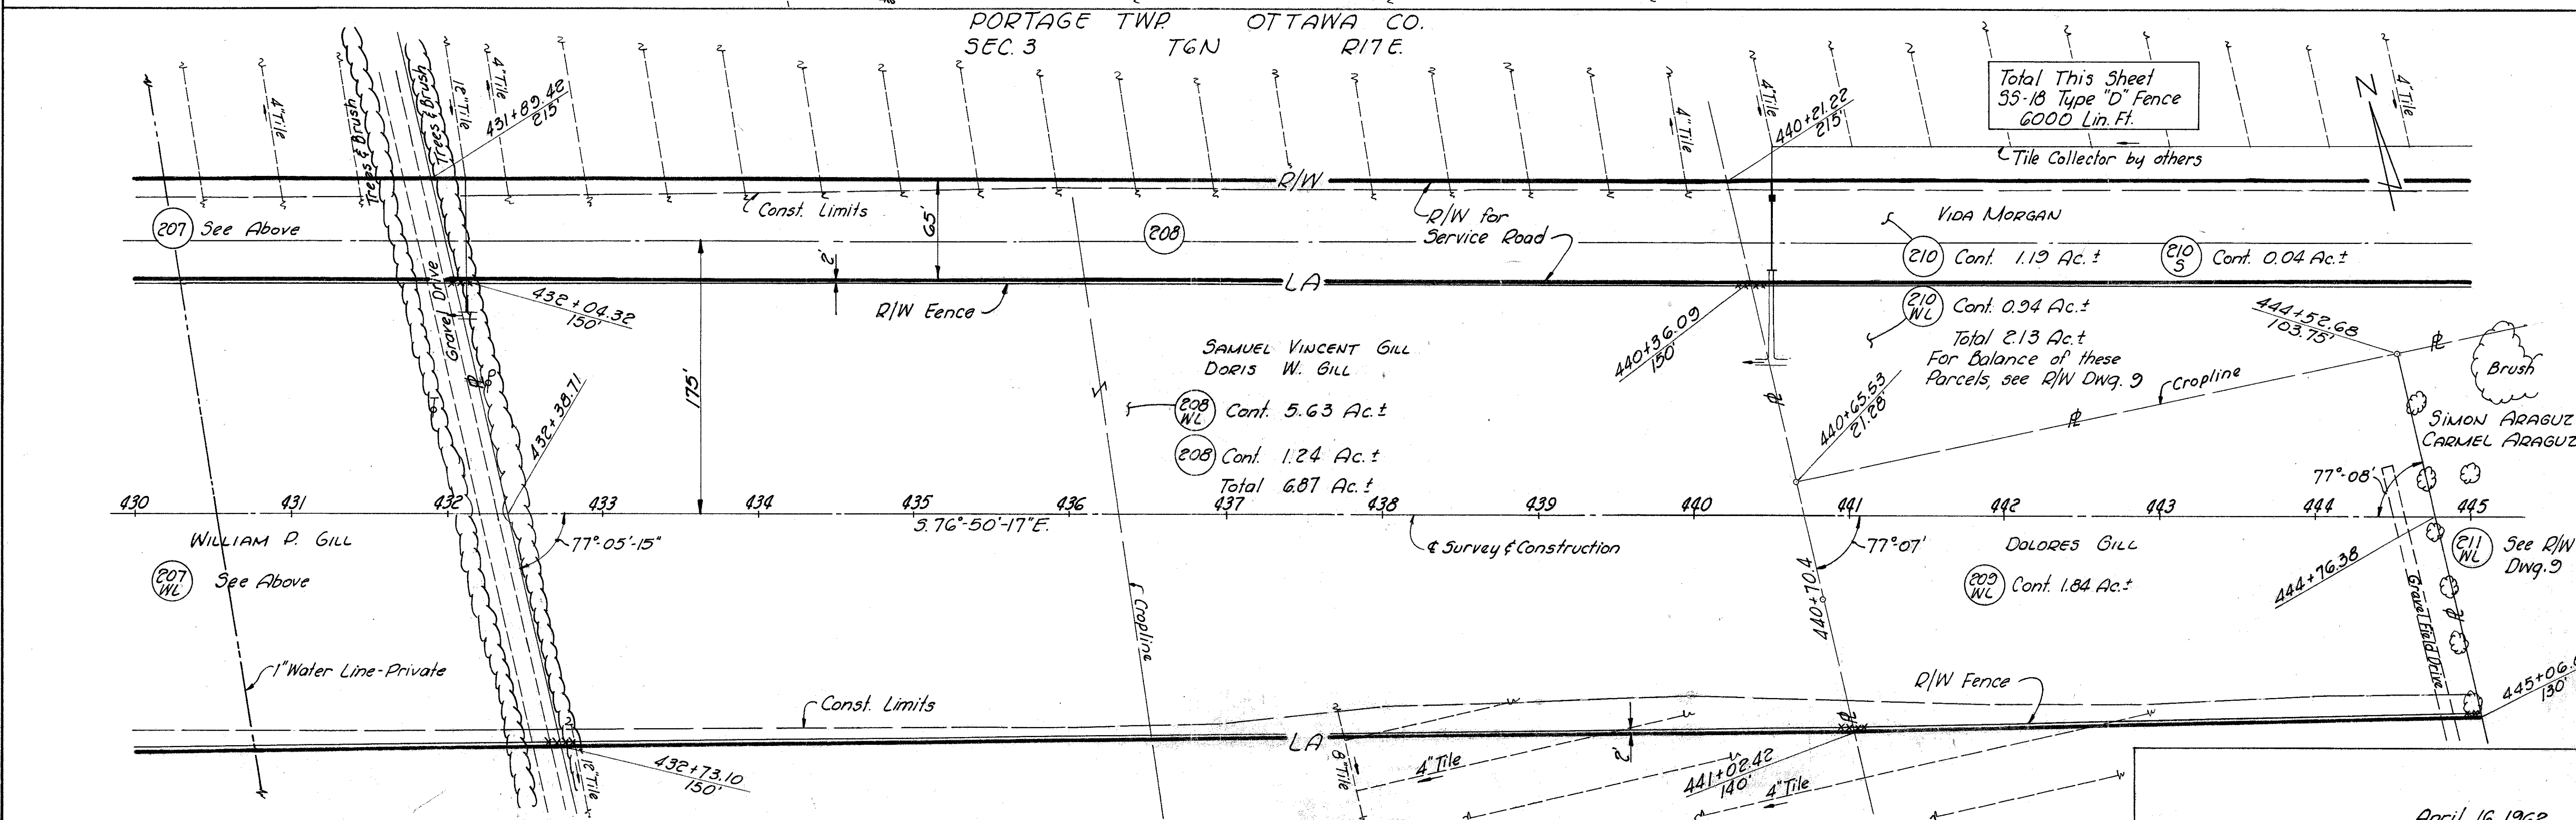 PORTAGE TWP. OTTAWA CO.
SEC. 3 T6N R17E.
4"Tile
Trees & Brush
Trees & Brush
12"Tile
4"Tile
431+89.42
215'
4"Tile
4"Tile
440+21.22
215'
Total This Sheet
SS-18 Type "D" Fence
6000 Lin. Ft.
N
4"Tile
Tile Collector by others
R/W
Const. Limits
65'
R/W for
Service Road
VIDA MORGAN
207 See Above
208
210 Cont. 1.19 Ac.±
210 S Cont. 0.04 Ac.±
2'
LA
Gravel Drive
432+04.32
150'
R/W Fence
440+36.09
150'
210 WL Cont. 0.94 Ac.±
Total 2.13 Ac.±
For Balance of these
Parcels, see R/W Dwg. 9
444+52.68
103.75'
Cropline
Brush
SAMUEL VINCENT GILL
DORIS W. GILL
208 WL Cont. 5.63 Ac.±
208 Cont. 1.24 Ac.±
Total 6.87 Ac.±
175'
432+38.71
440+65.53
21.28'
SIMON ARAGUZ
CARMEL ARAGUZ
77°-08'
430 431 432 433 434 435 436 437 438 439 440 441 442 443 444 445
S. 76°-50'-17"E.
WILLIAM P. GILL
207 WL See Above
77°-05'-15"
℄ Survey & Construction
77°-07'
DOLORES GILL
209 WL Cont. 1.84 Ac.±
440+70.4
444+76.38
211 WL See R/W
Dwg. 9
Gravel Field Drive
Cropline
1"Water Line-Private
Const. Limits
R/W Fence
445+06.
130'
LA
2'
12"Tile
432+73.10
150'
8"Tile
4"Tile
441+02.42
140'
4"Tile
April 16, 1962